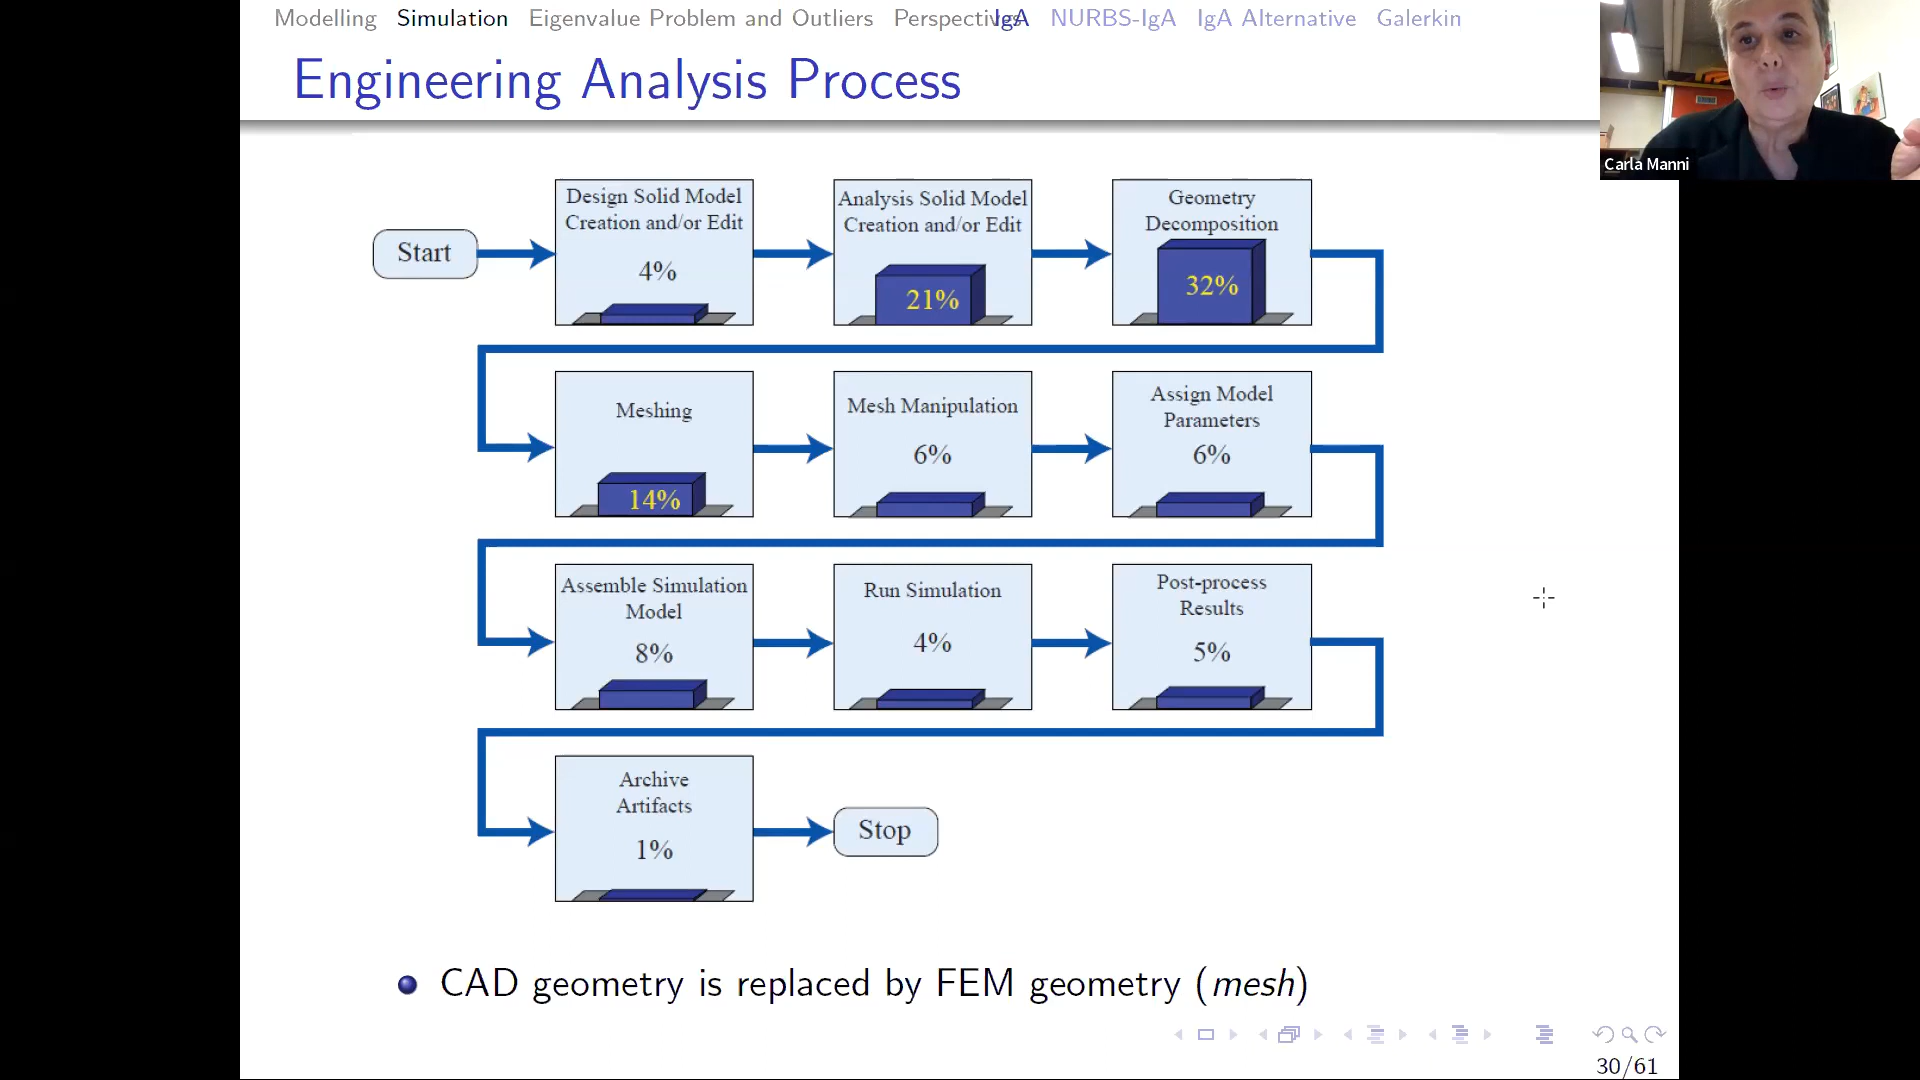 Modelling Simulation Eigenvalue Problem and Outliers Perspectives IgA NURBS-IgA IgA Alternative Galerkin
Engineering Analysis Process
Carla Manni
Start
Design Solid Model
Creation and/or Edit
4%
Analysis Solid Model
Creation and/or Edit
21%
Geometry
Decomposition
32%
Meshing
14%
Mesh Manipulation
6%
Assign Model
Parameters
6%
Assemble Simulation
Model
8%
Run Simulation
4%
Post-process
Results
5%
Archive
Artifacts
1%
Stop
CAD geometry is replaced by FEM geometry (mesh)
30/61